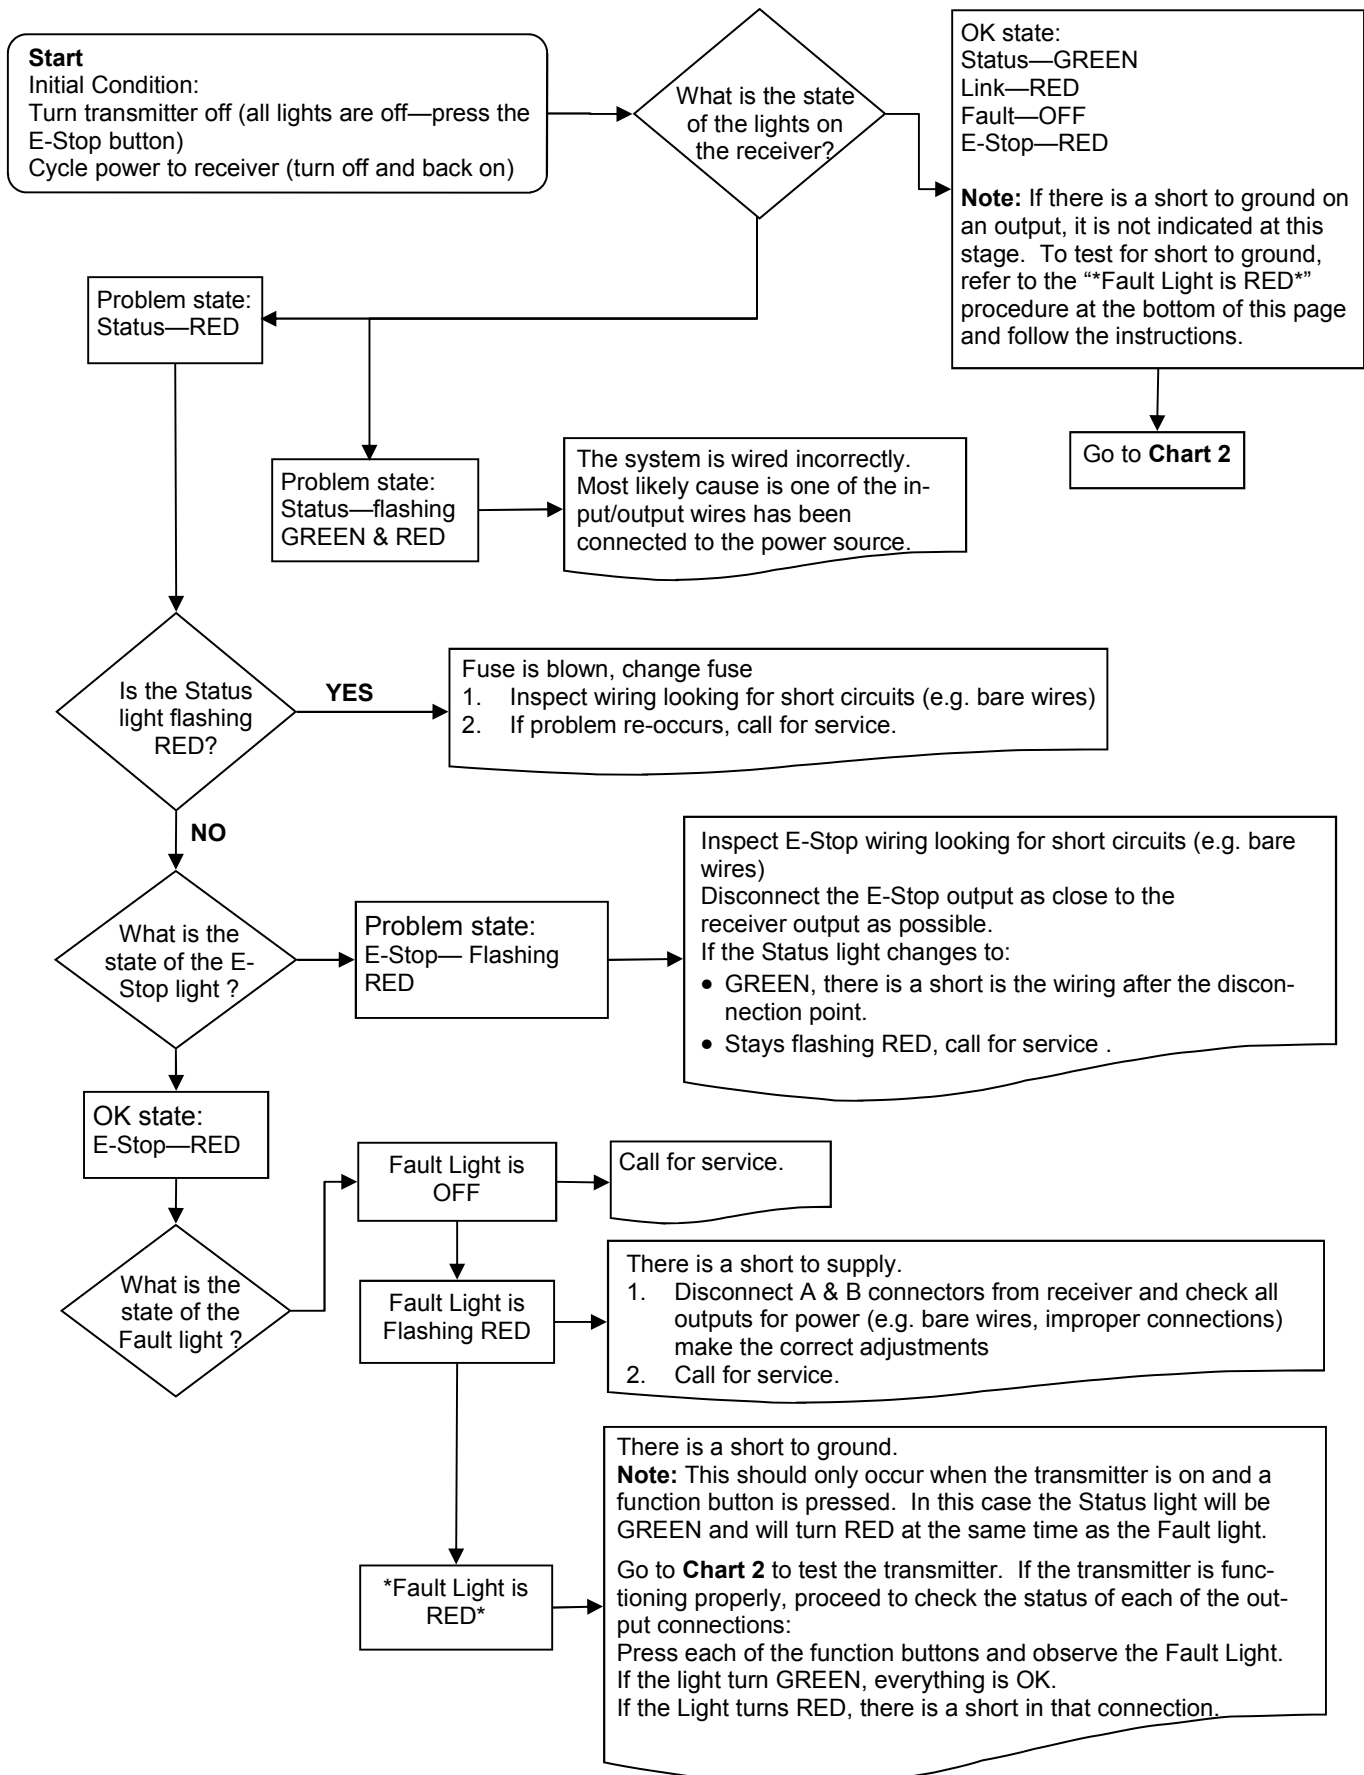 Start
Initial Condition:
Turn transmitter off (all lights are off—press the
E-Stop button)
Cycle power to receiver (turn off and back on)
What is the state
of the lights on
the receiver?
OK state:
Status—GREEN
Link—RED
Fault—OFF
E-Stop—RED
Note: If there is a short to ground on
an output, it is not indicated at this
stage. To test for short to ground,
refer to the “*Fault Light is RED*”
procedure at the bottom of this page
and follow the instructions.
Go to Chart 2
Problem state:
Status—RED
Problem state:
Status—flashing
GREEN & RED
The system is wired incorrectly.
Most likely cause is one of the in-
put/output wires has been
connected to the power source.
Is the Status
light flashing
RED?
YES
Fuse is blown, change fuse
1. Inspect wiring looking for short circuits (e.g. bare wires)
2. If problem re-occurs, call for service.
NO
What is the
state of the E-
Stop light ?
Problem state:
E-Stop— Flashing
RED
Inspect E-Stop wiring looking for short circuits (e.g. bare
wires)
Disconnect the E-Stop output as close to the
receiver output as possible.
If the Status light changes to:
• GREEN, there is a short is the wiring after the discon-
nection point.
• Stays flashing RED, call for service .
OK state:
E-Stop—RED
What is the
state of the
Fault light ?
Fault Light is
OFF
Call for service.
Fault Light is
Flashing RED
There is a short to supply.
1. Disconnect A & B connectors from receiver and check all
outputs for power (e.g. bare wires, improper connections)
make the correct adjustments
2. Call for service.
*Fault Light is
RED*
There is a short to ground.
Note: This should only occur when the transmitter is on and a
function button is pressed. In this case the Status light will be
GREEN and will turn RED at the same time as the Fault light.
Go to Chart 2 to test the transmitter. If the transmitter is func-
tioning properly, proceed to check the status of each of the out-
put connections:
Press each of the function buttons and observe the Fault Light.
If the light turn GREEN, everything is OK.
If the Light turns RED, there is a short in that connection.